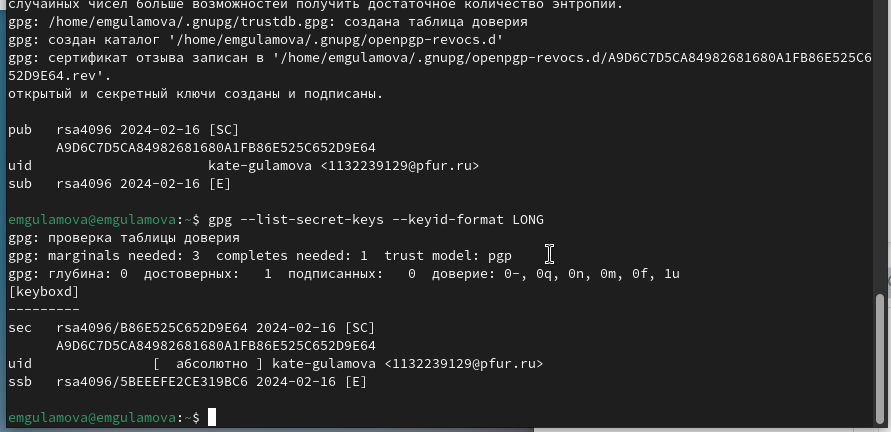 случайных чисел больше возможностей получить достаточное количество энтропии.
gpg: /home/emgulamova/.gnupg/trustdb.gpg: создана таблица доверия
gpg: создан каталог '/home/emgulamova/.gnupg/openpgp-revocs.d'
gpg: сертификат отзыва записан в '/home/emgulamova/.gnupg/openpgp-revocs.d/A9D6C7D5CA84982681680A1FB86E525C6
52D9E64.rev'.
открытый и секретный ключи созданы и подписаны.
pub   rsa4096 2024-02-16 [SC]
      A9D6C7D5CA84982681680A1FB86E525C652D9E64
uid                      kate-gulamova <1132239129@pfur.ru>
sub   rsa4096 2024-02-16 [E]
emgulamova@emgulamova:~$ gpg --list-secret-keys --keyid-format LONG
gpg: проверка таблицы доверия
gpg: marginals needed: 3  completes needed: 1  trust model: pgp
gpg: глубина: 0  достоверных:   1  подписанных:   0  доверие: 0-, 0q, 0n, 0m, 0f, 1u
[keyboxd]
---------
sec   rsa4096/B86E525C652D9E64 2024-02-16 [SC]
      A9D6C7D5CA84982681680A1FB86E525C652D9E64
uid               [  абсолютно ] kate-gulamova <1132239129@pfur.ru>
ssb   rsa4096/5BEEEFE2CE319BC6 2024-02-16 [E]
emgulamova@emgulamova:~$